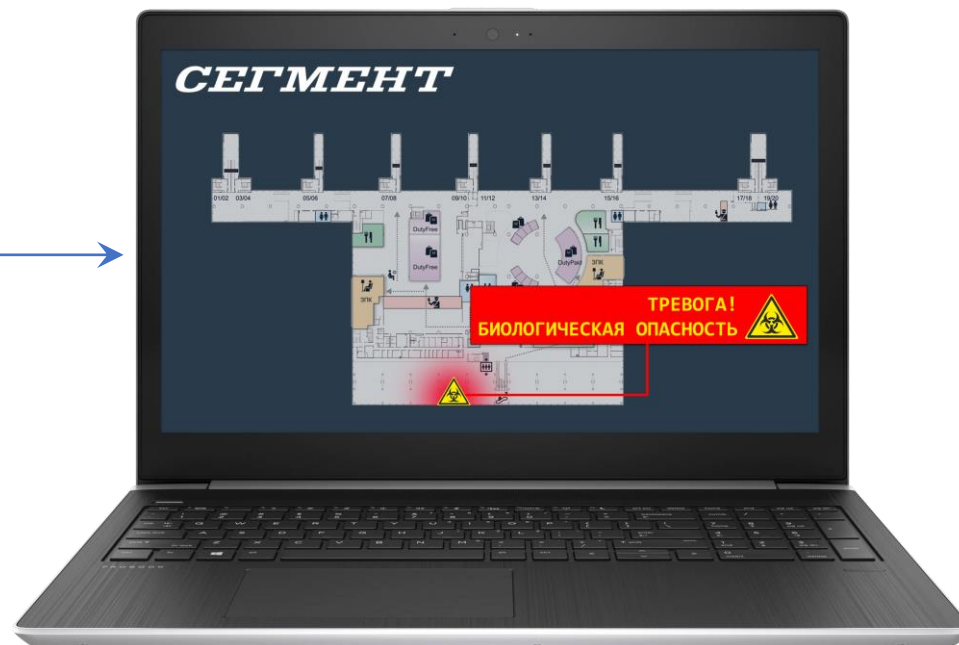 СЕГМЕНТ
01/02 03/04 05/06 07/08 09/10 11/12 13/14 15/16 17/18 19/20
DutyFree
DutyFree
DutyPaid
ЗПК
ЗПК
ТРЕВОГА!
БИОЛОГИЧЕСКАЯ ОПАСНОСТЬ